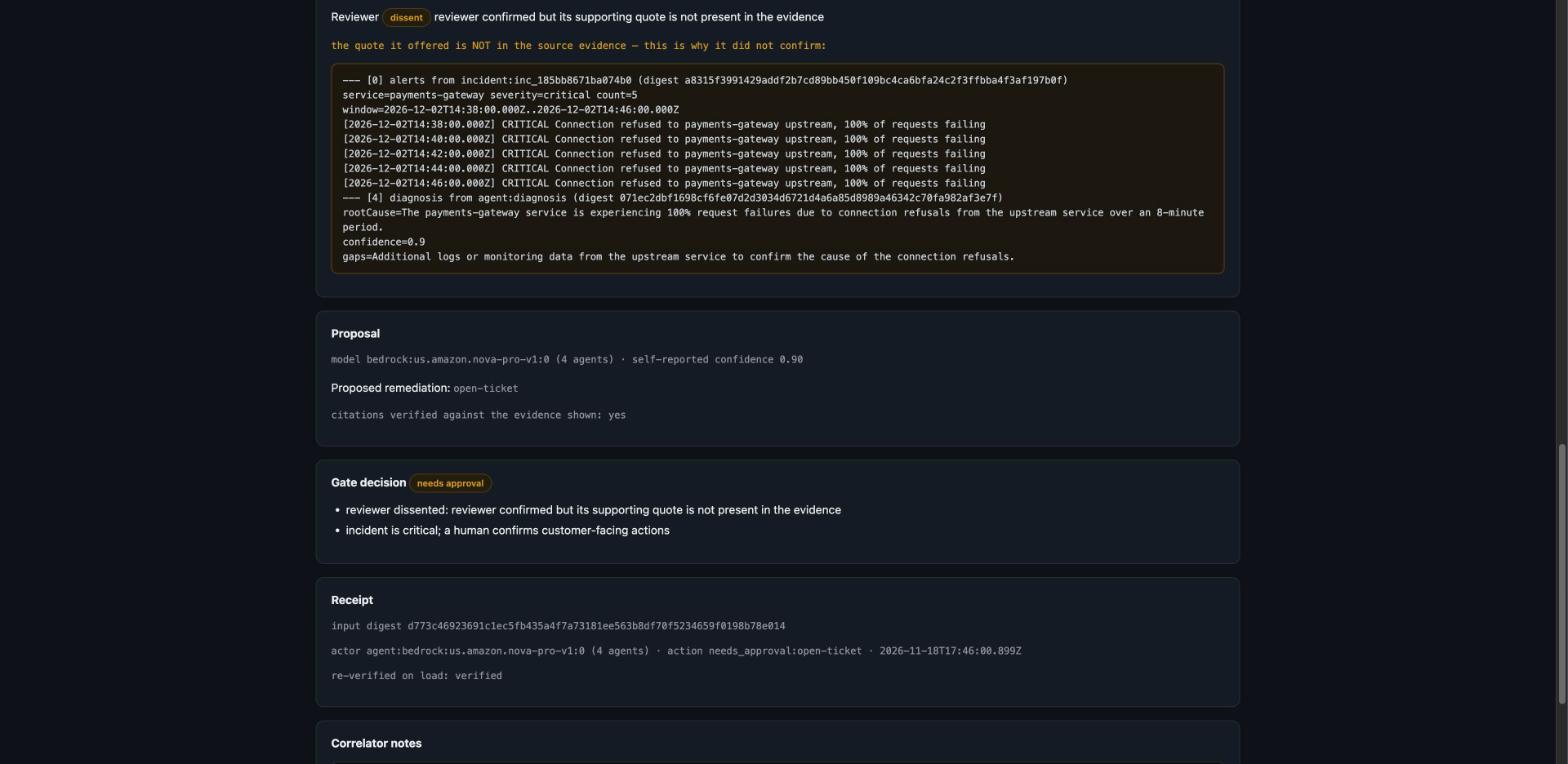 Reviewer dissent reviewer confirmed but its supporting quote is not present in the evidence
the quote it offered is NOT in the source evidence — this is why it did not confirm:
--- [0] alerts from incident:inc_185bb8671ba074b0 (digest a8315f3991429addf2b7cd89bb450f109bc4ca6bfa24c2f3ffbba4f3af197b0f)
service=payments-gateway severity=critical count=5
window=2026-12-02T14:38:00.000Z..2026-12-02T14:46:00.000Z
[2026-12-02T14:38:00.000Z] CRITICAL Connection refused to payments-gateway upstream, 100% of requests failing
[2026-12-02T14:40:00.000Z] CRITICAL Connection refused to payments-gateway upstream, 100% of requests failing
[2026-12-02T14:42:00.000Z] CRITICAL Connection refused to payments-gateway upstream, 100% of requests failing
[2026-12-02T14:44:00.000Z] CRITICAL Connection refused to payments-gateway upstream, 100% of requests failing
[2026-12-02T14:46:00.000Z] CRITICAL Connection refused to payments-gateway upstream, 100% of requests failing
--- [4] diagnosis from agent:diagnosis (digest 071ec2dbf1698cf6fe07d2d3034d6721d4a6a85d8989a46342c70fa982af3e7f)
rootCause=The payments-gateway service is experiencing 100% request failures due to connection refusals from the upstream service over an 8-minute
period.
confidence=0.9
gaps=Additional logs or monitoring data from the upstream service to confirm the cause of the connection refusals.
Proposal
model bedrock:us.amazon.nova-pro-v1:0 (4 agents) · self-reported confidence 0.90
Proposed remediation: open-ticket
citations verified against the evidence shown: yes
Gate decision needs approval
• reviewer dissented: reviewer confirmed but its supporting quote is not present in the evidence
• incident is critical; a human confirms customer-facing actions
Receipt
input digest d773c46923691c1ec5fb435a4f7a73181ee563b8df70f5234659f0198b78e014
actor agent:bedrock:us.amazon.nova-pro-v1:0 (4 agents) · action needs_approval:open-ticket · 2026-11-18T17:46:00.899Z
re-verified on load: verified
Correlator notes